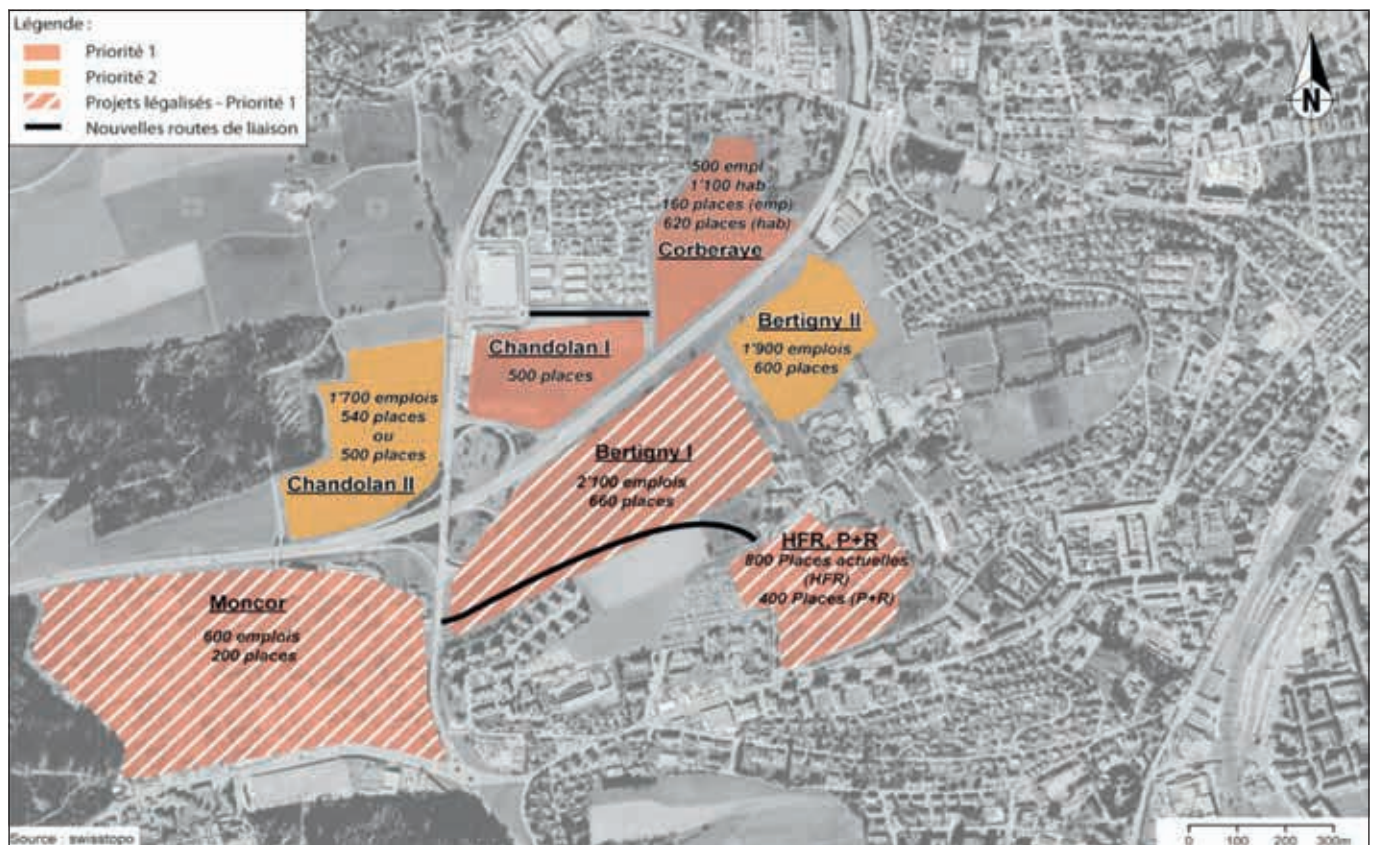 Légende :
Priorité 1
Priorité 2
Projets légalisés - Priorité 1
Nouvelles routes de liaison
N
500 empl
1'100 hab
160 places (emp)
620 places (hab)
Corberaye
Bertigny II
1'900 emplois
600 places
Chandolan I
500 places
1'700 emplois
540 places
ou
500 places
Chandolan II
Bertigny I
2'100 emplois
660 places
HFR, P+R
800 Places actuelles
(HFR)
400 Places (P+R)
Moncor
600 emplois
200 places
Source : swisstopo
0 100 200 300m